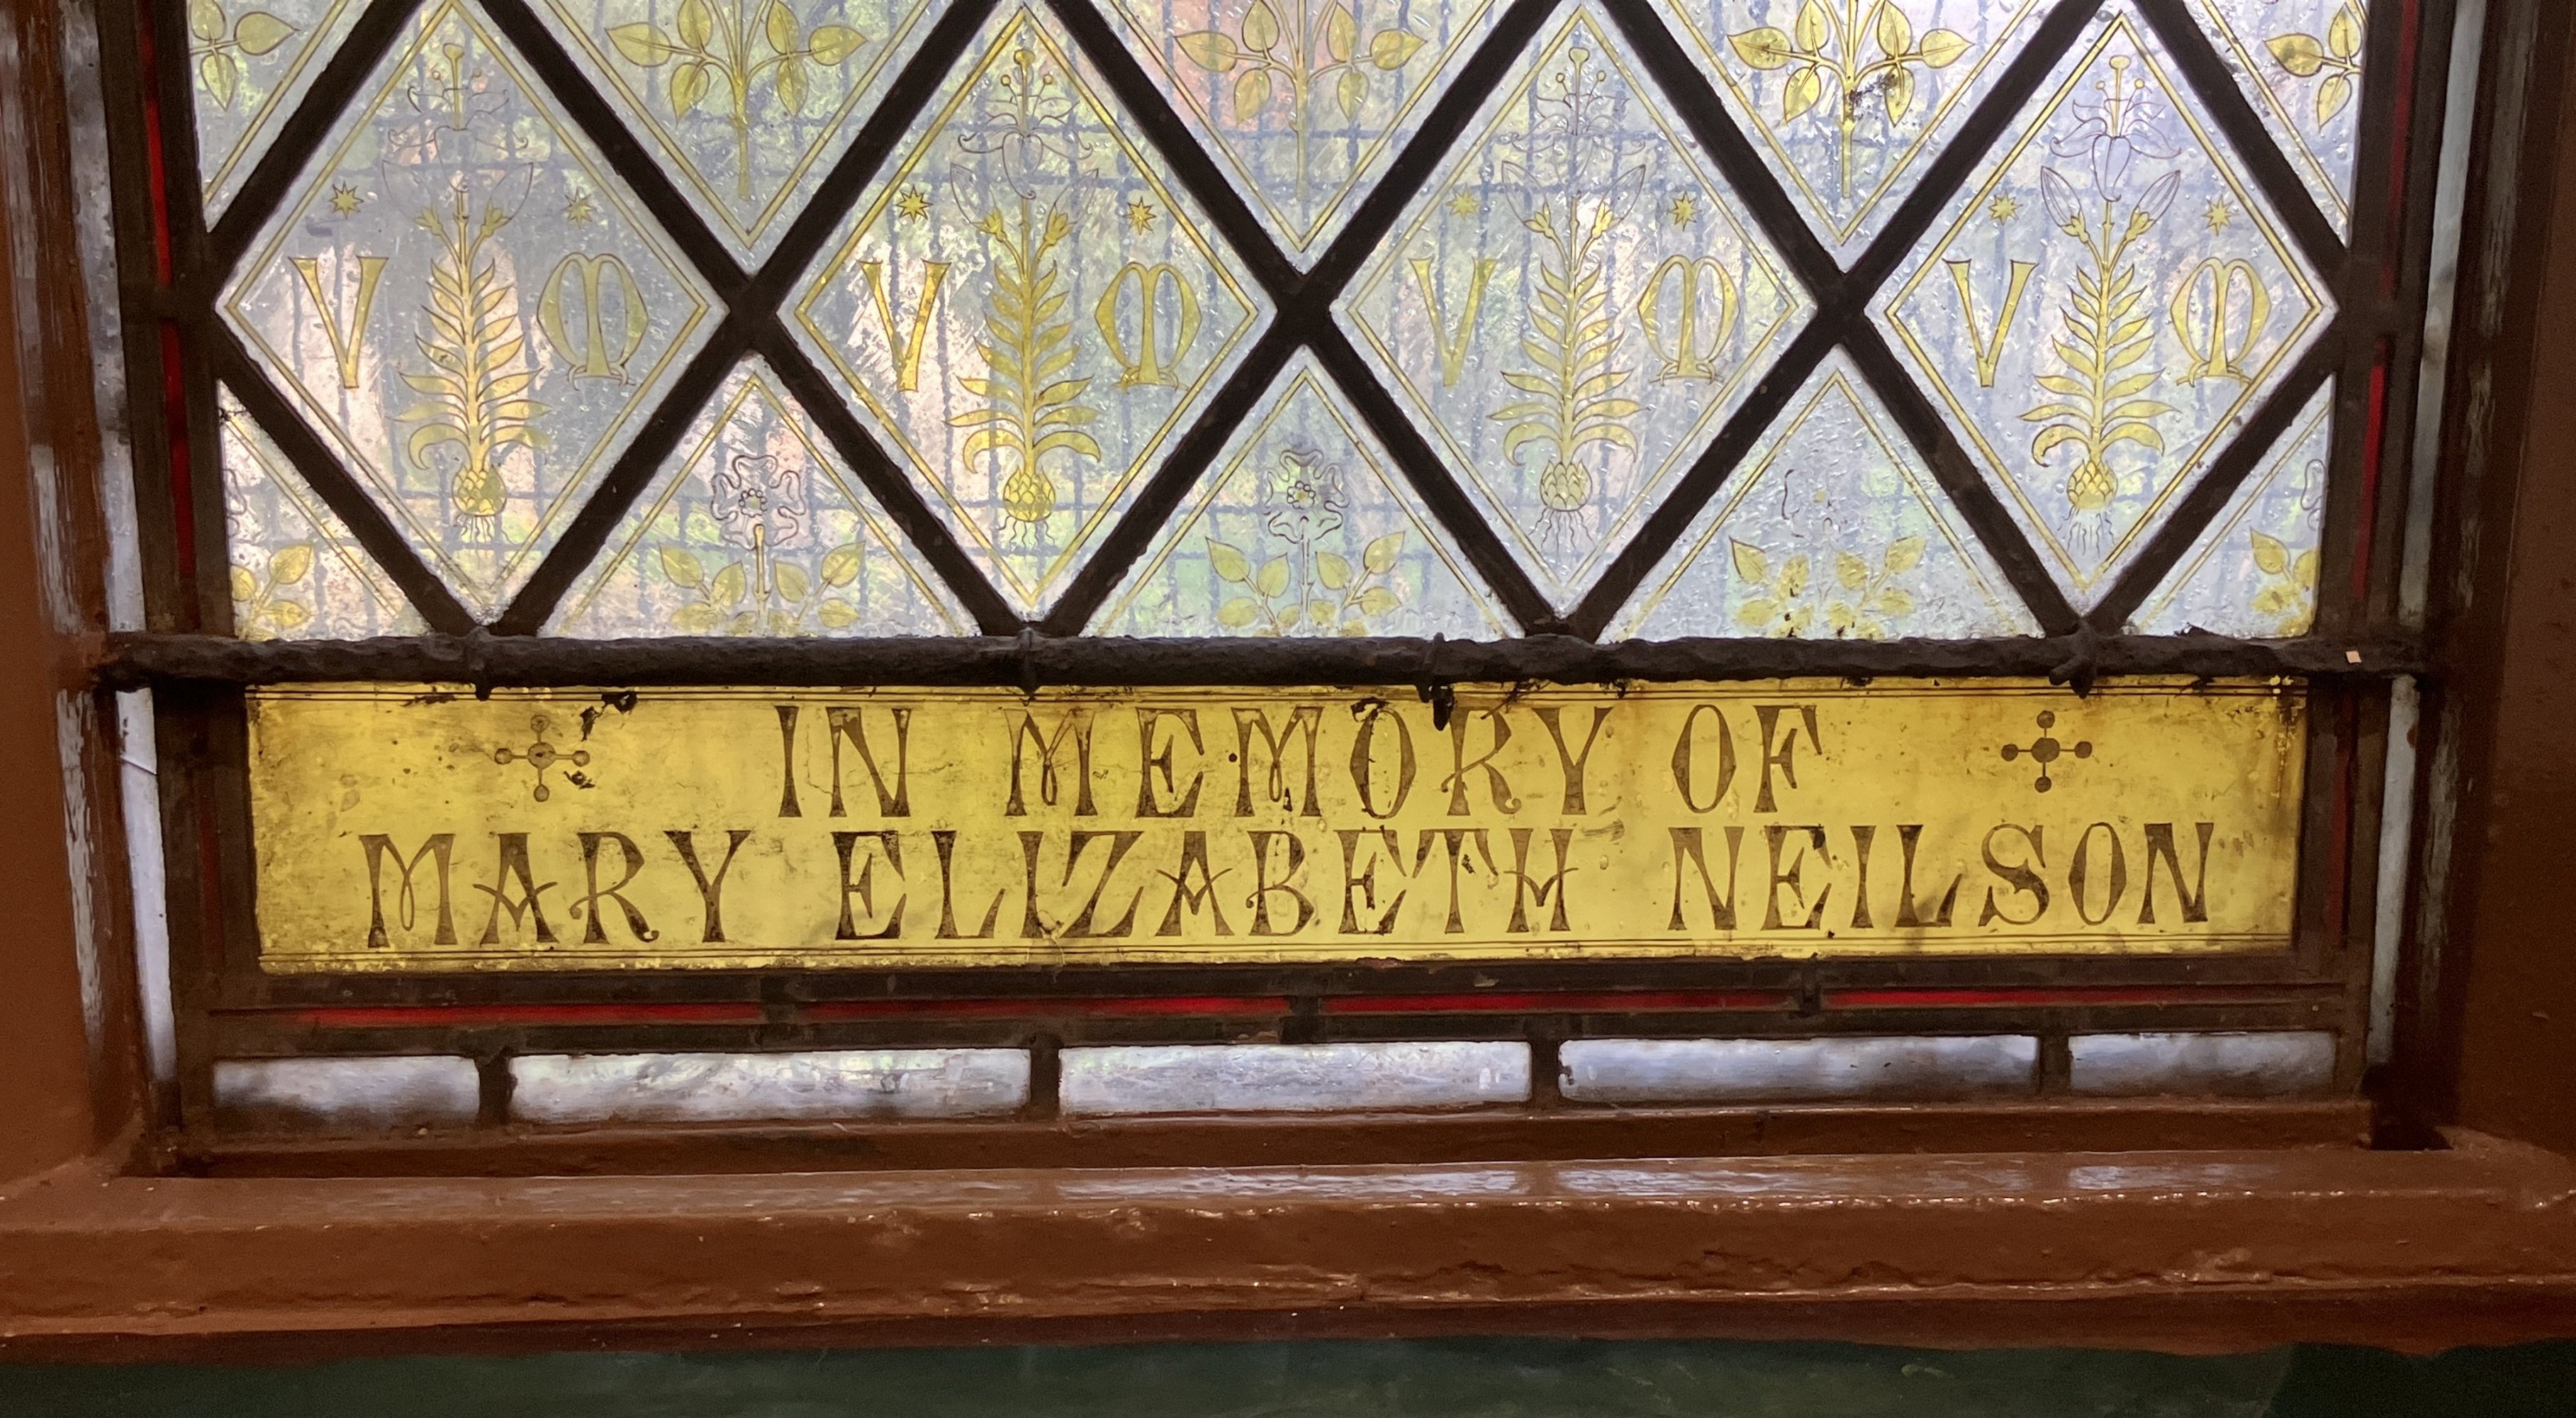 V M V M V M V M
IN MEMORY OF
MARY ELIZABETH NEILSON